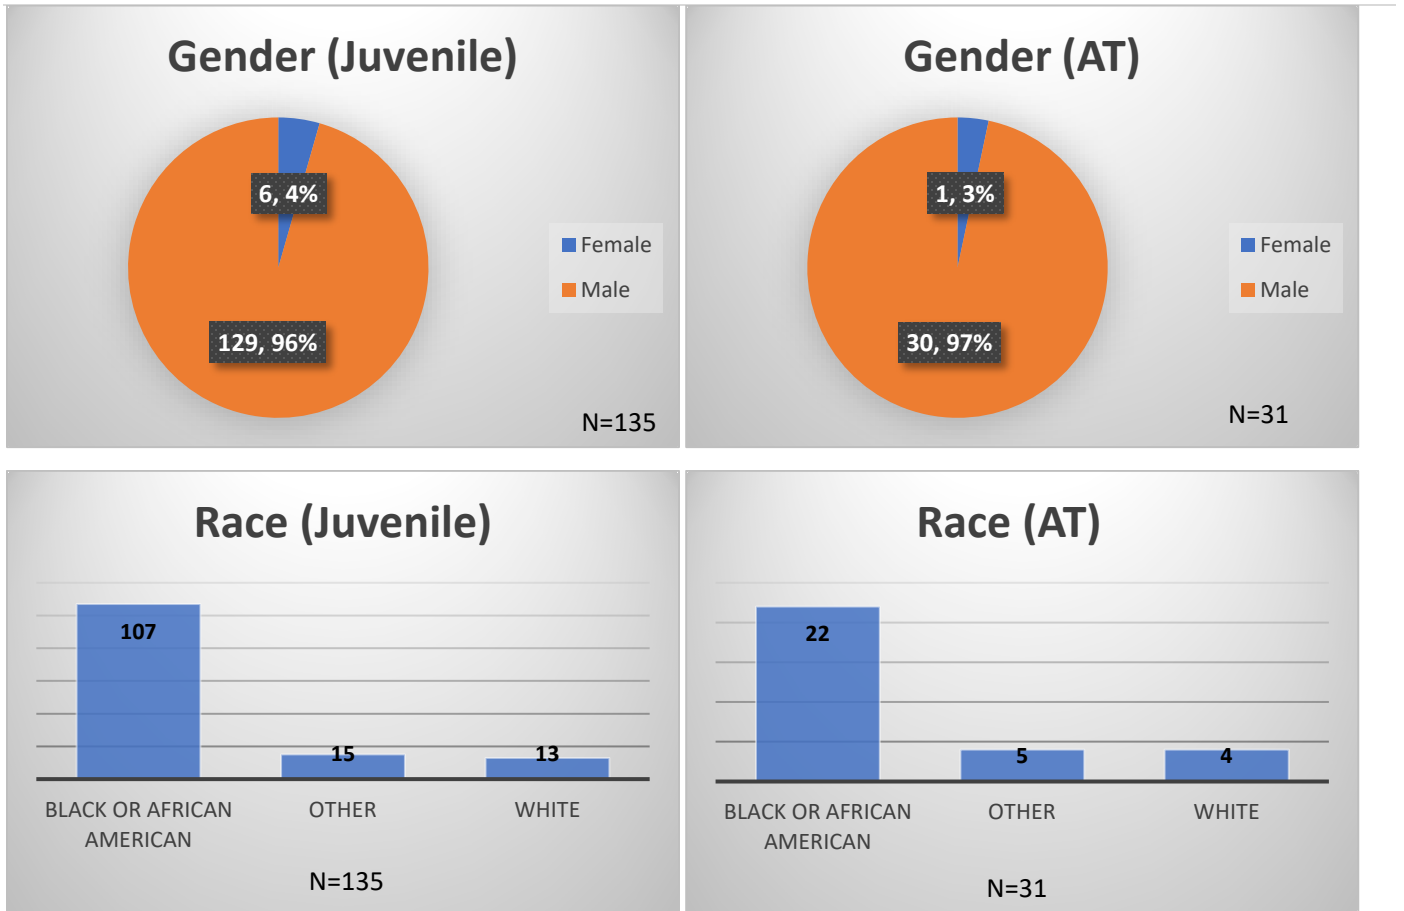 Gender (Juvenile)
6, 4%
129, 96%
Female
Male
N=135
Gender (AT)
1, 3%
30, 97%
Female
Male
N=31
Race (Juvenile)
107
15
13
BLACK OR AFRICAN
AMERICAN
OTHER
WHITE
N=135
Race (AT)
22
5
4
BLACK OR AFRICAN
AMERICAN
OTHER
WHITE
N=31